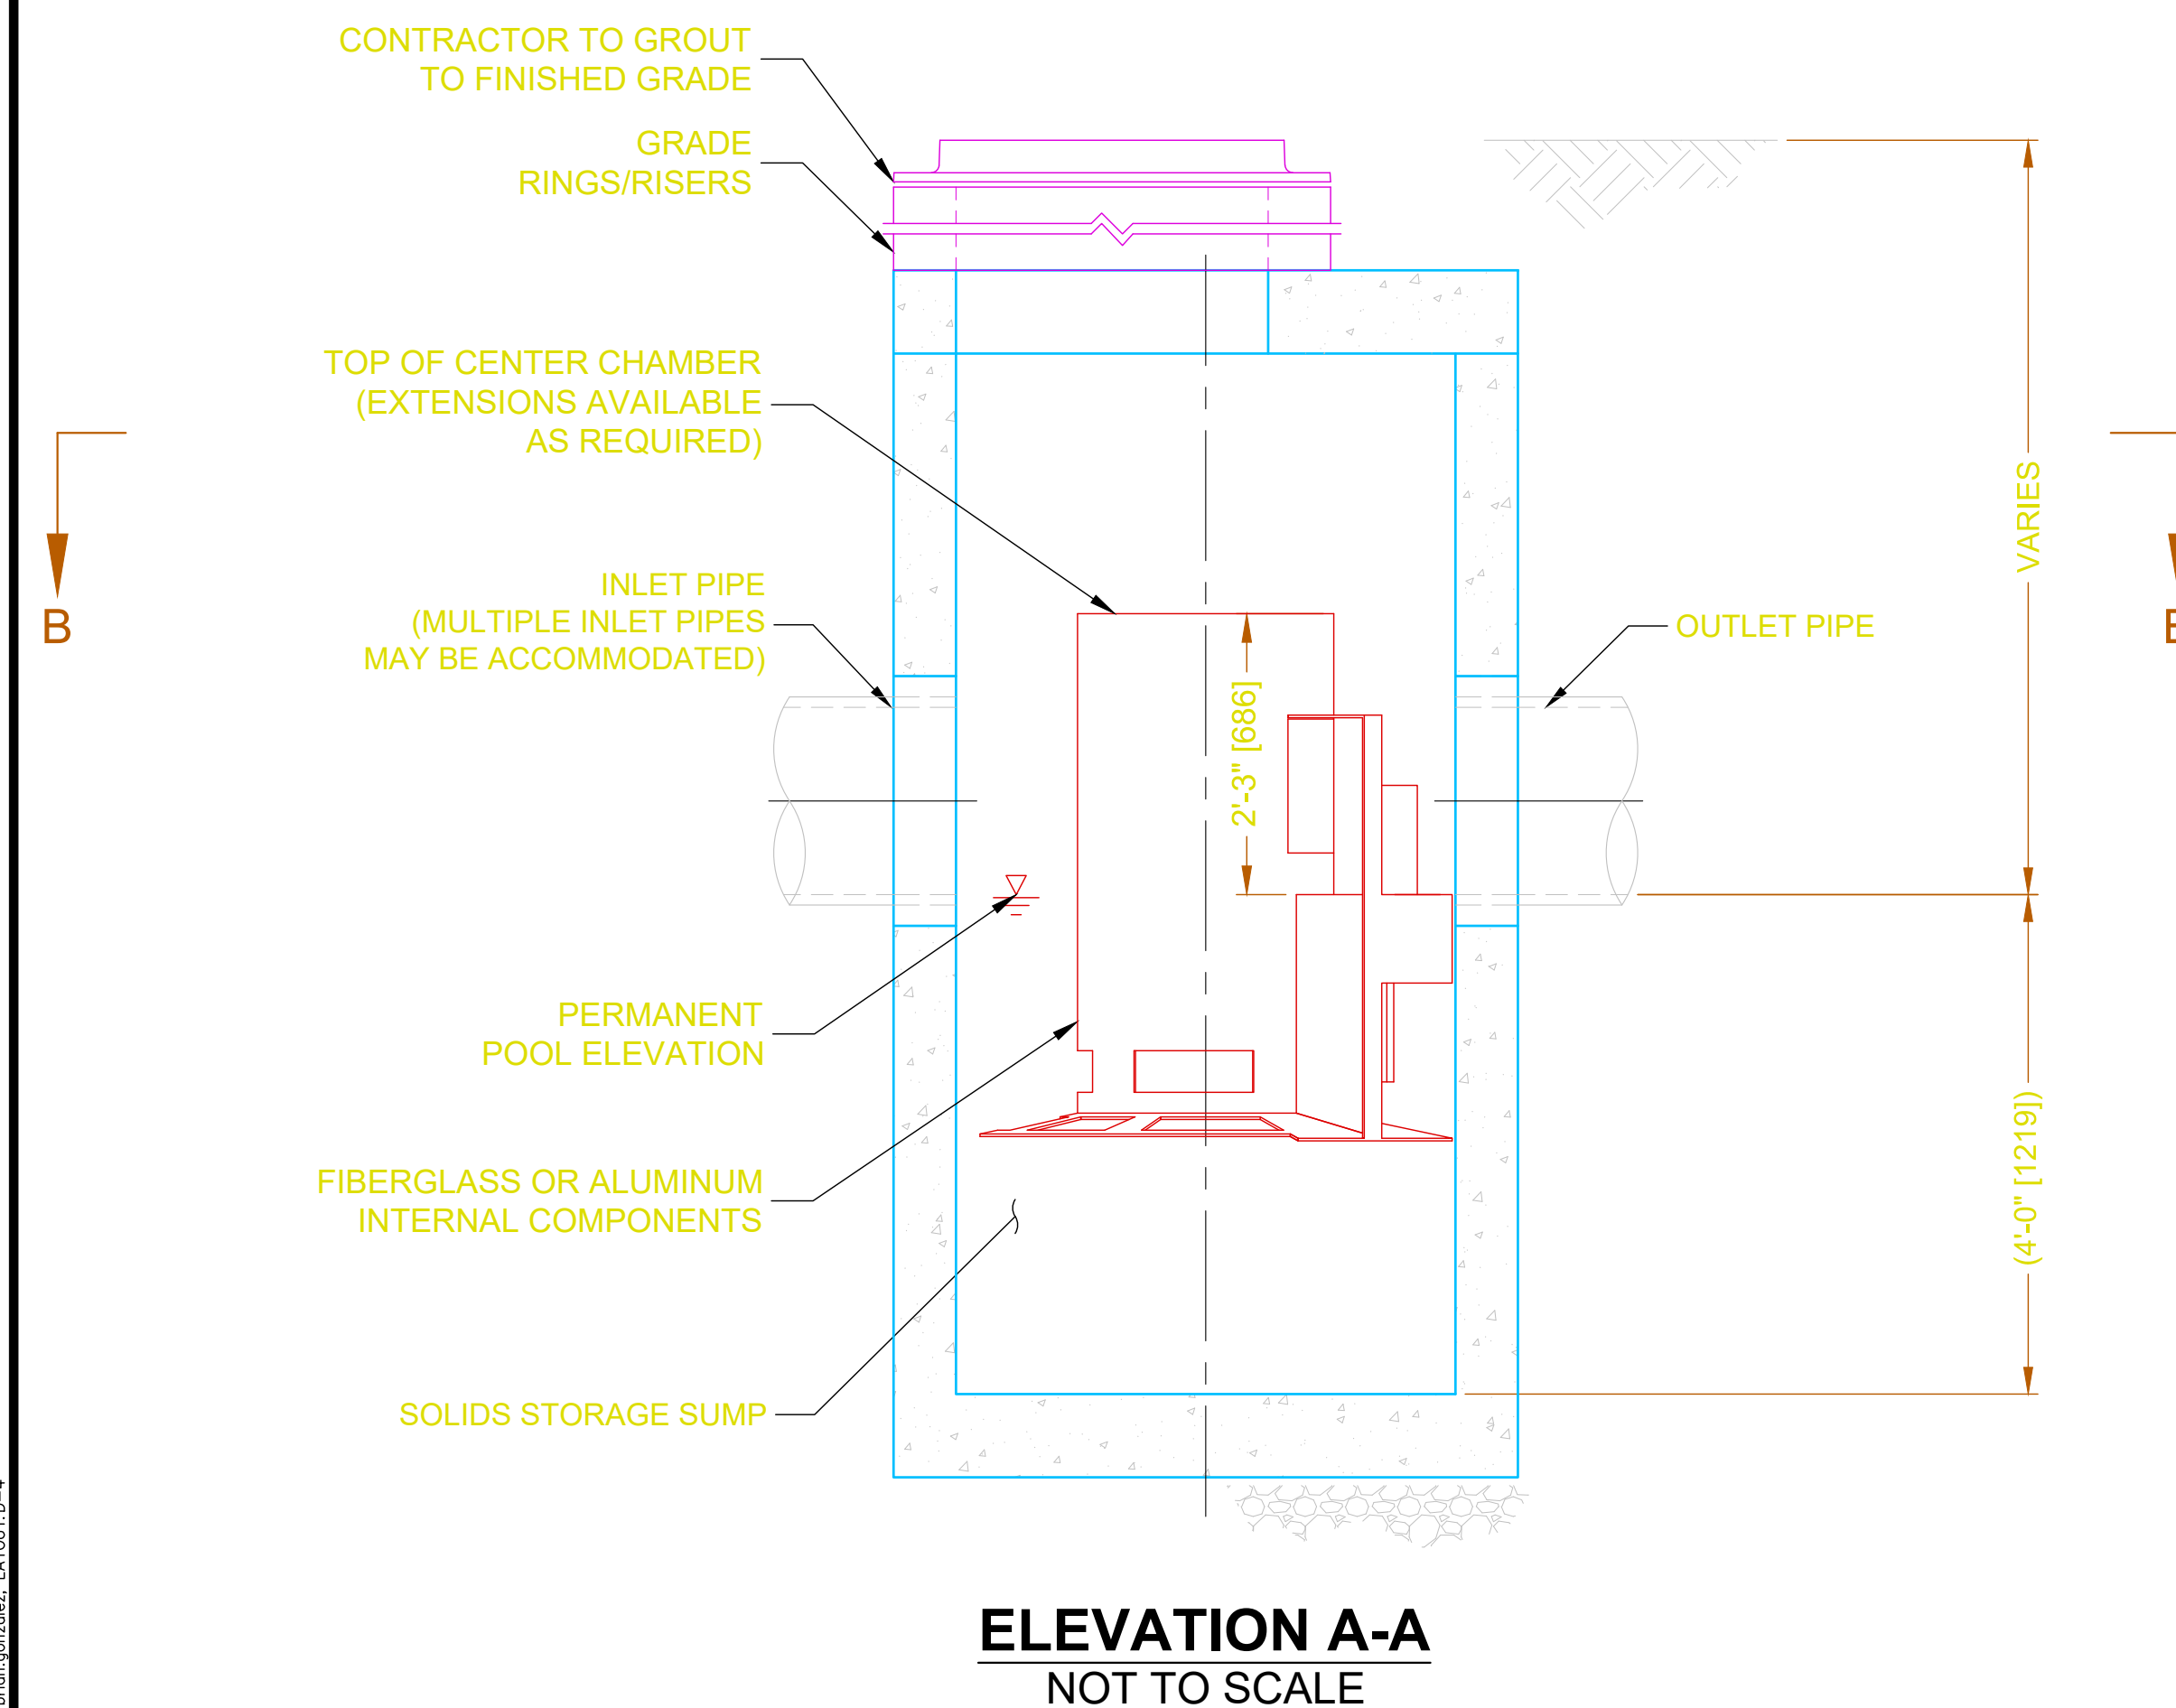 CONTRACTOR TO GROUT
TO FINISHED GRADE
GRADE
RINGS/RISERS
TOP OF CENTER CHAMBER
(EXTENSIONS AVAILABLE
AS REQUIRED)
VARIES
B
INLET PIPE
(MULTIPLE INLET PIPES
MAY BE ACCOMMODATED)
OUTLET PIPE
2'-3" [686]
PERMANENT
POOL ELEVATION
FIBERGLASS OR ALUMINUM
INTERNAL COMPONENTS
(4'-0" [1219])
SOLIDS STORAGE SUMP
ELEVATION A-A
NOT TO SCALE